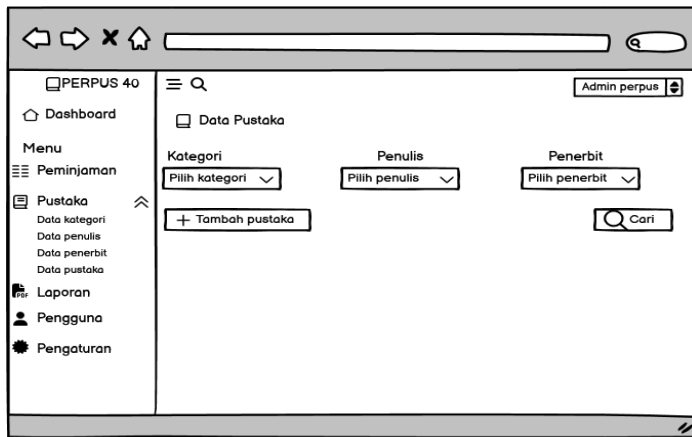 PERPUS 40
Dashboard
Menu
Peminjaman
Pustaka
Data kategori
Data penulis
Data penerbit
Data pustaka
PDF
Laporan
Pengguna
Pengaturan
Admin perpus
Data Pustaka
Kategori Penulis Penerbit
Pilih kategori Pilih penulis Pilih penerbit
+ Tambah pustaka Cari